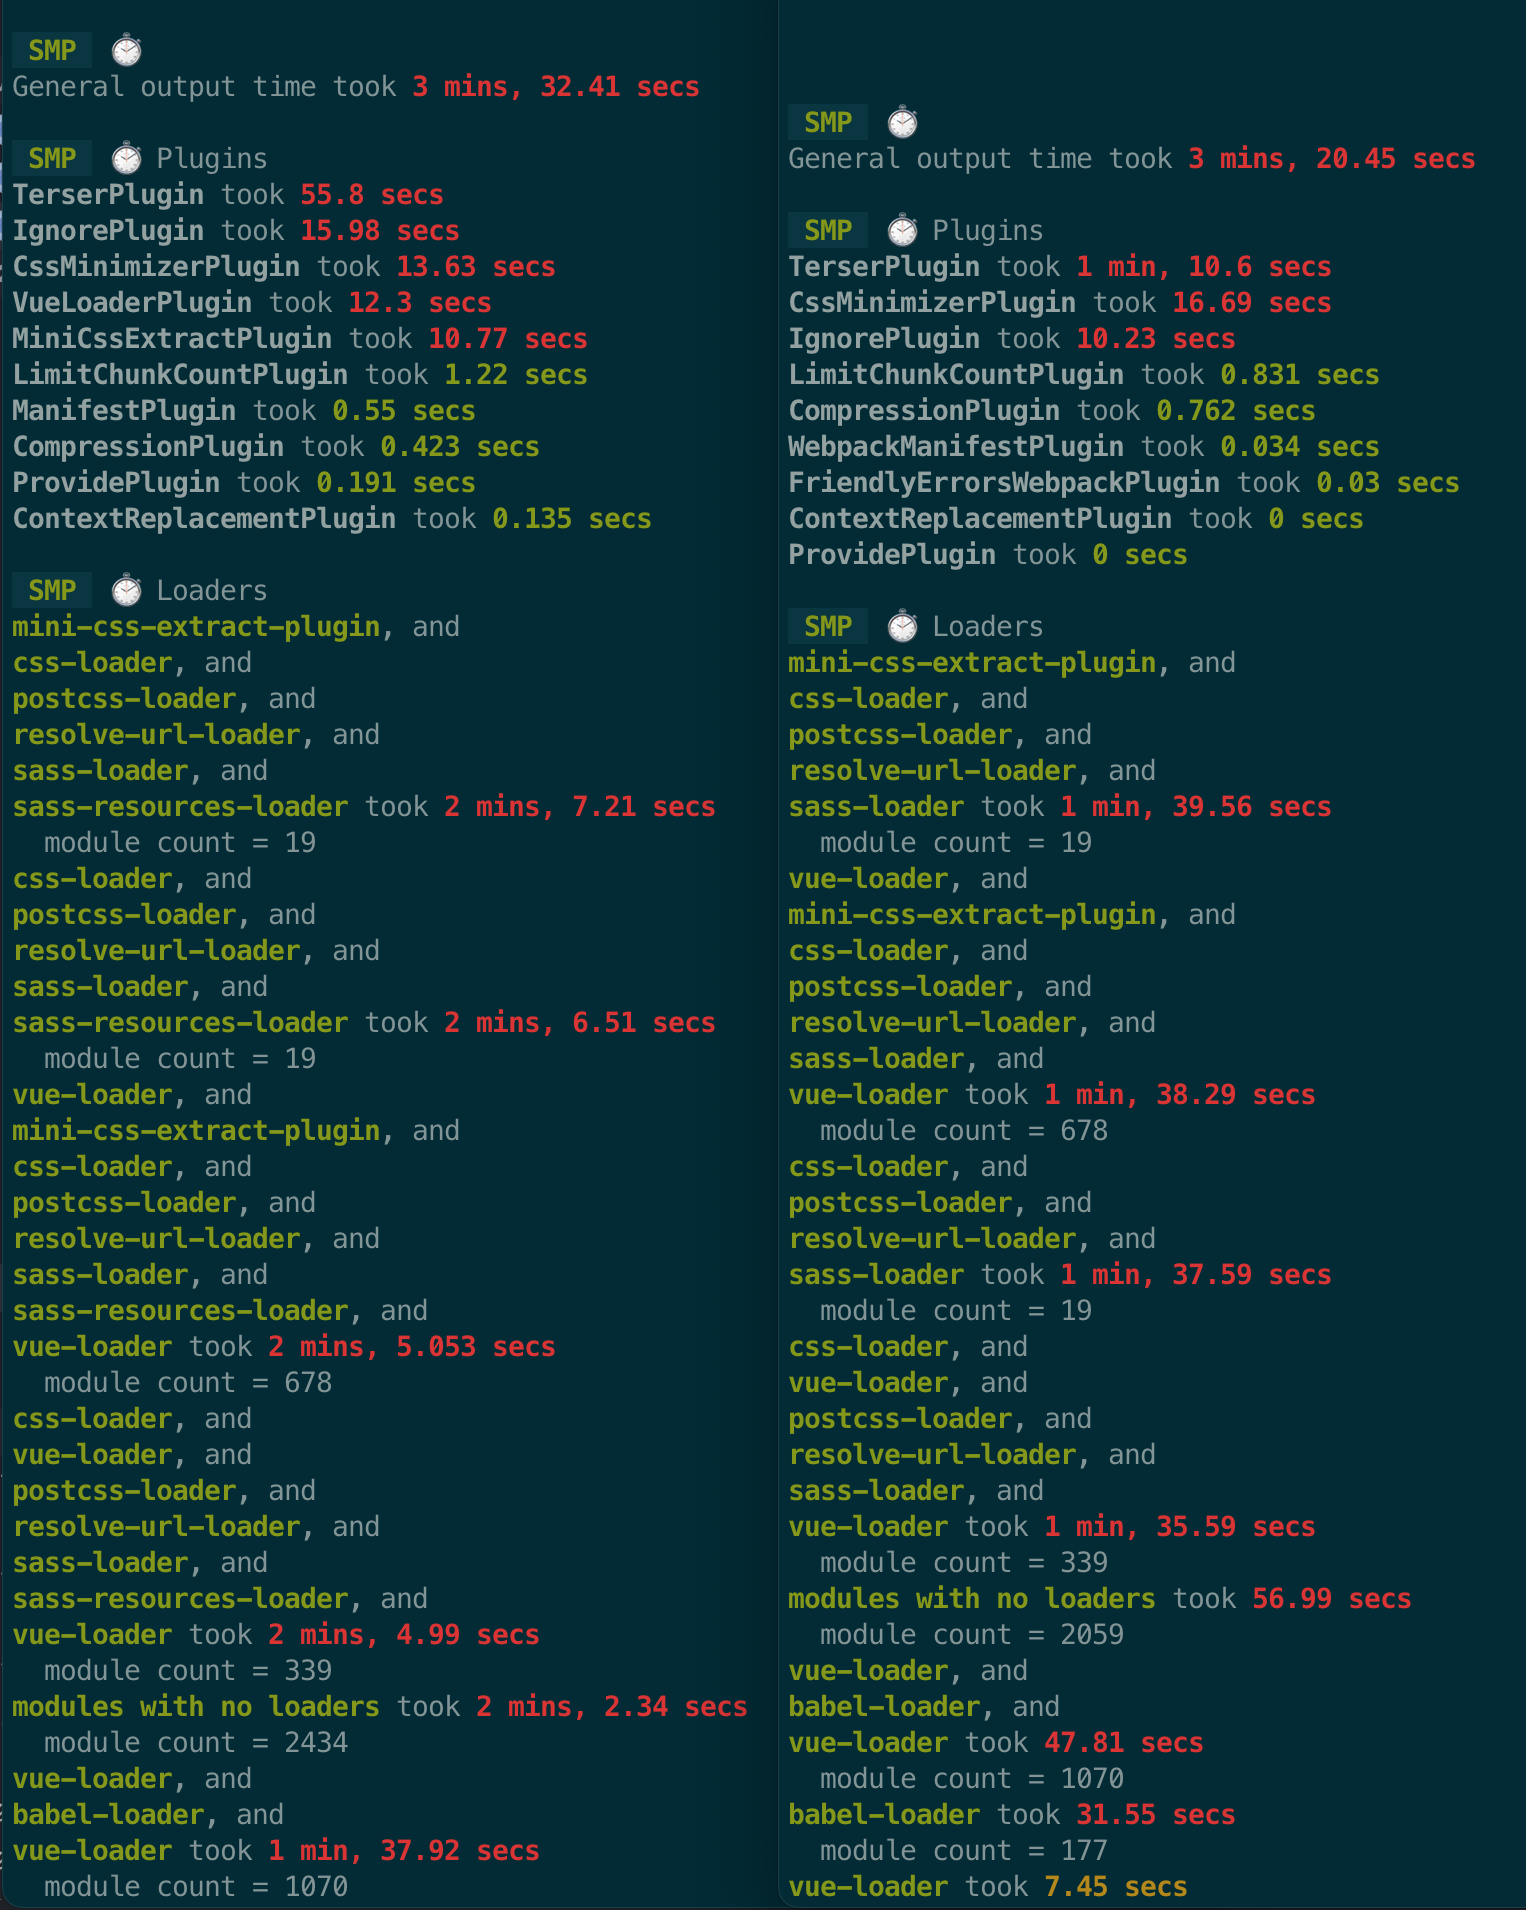 SMP
General output time took 3 mins, 32.41 secs
SMP Plugins
TerserPlugin took 55.8 secs
IgnorePlugin took 15.98 secs
CssMinimizerPlugin took 13.63 secs
VueLoaderPlugin took 12.3 secs
MiniCssExtractPlugin took 10.77 secs
LimitChunkCountPlugin took 1.22 secs
ManifestPlugin took 0.55 secs
CompressionPlugin took 0.423 secs
ProvidePlugin took 0.191 secs
ContextReplacementPlugin took 0.135 secs
SMP Loaders
mini-css-extract-plugin, and
css-loader, and
postcss-loader, and
resolve-url-loader, and
sass-loader, and
sass-resources-loader took 2 mins, 7.21 secs
module count = 19
css-loader, and
postcss-loader, and
resolve-url-loader, and
sass-loader, and
sass-resources-loader took 2 mins, 6.51 secs
module count = 19
vue-loader, and
mini-css-extract-plugin, and
css-loader, and
postcss-loader, and
resolve-url-loader, and
sass-loader, and
sass-resources-loader, and
vue-loader took 2 mins, 5.053 secs
module count = 678
css-loader, and
vue-loader, and
postcss-loader, and
resolve-url-loader, and
sass-loader, and
sass-resources-loader, and
vue-loader took 2 mins, 4.99 secs
module count = 339
modules with no loaders took 2 mins, 2.34 secs
module count = 2434
vue-loader, and
babel-loader, and
vue-loader took 1 min, 37.92 secs
module count = 1070
SMP
General output time took 3 mins, 20.45 secs
SMP Plugins
TerserPlugin took 1 min, 10.6 secs
CssMinimizerPlugin took 16.69 secs
IgnorePlugin took 10.23 secs
LimitChunkCountPlugin took 0.831 secs
CompressionPlugin took 0.762 secs
WebpackManifestPlugin took 0.034 secs
FriendlyErrorsWebpackPlugin took 0.03 secs
ContextReplacementPlugin took 0 secs
ProvidePlugin took 0 secs
SMP Loaders
mini-css-extract-plugin, and
css-loader, and
postcss-loader, and
resolve-url-loader, and
sass-loader took 1 min, 39.56 secs
module count = 19
vue-loader, and
mini-css-extract-plugin, and
css-loader, and
postcss-loader, and
resolve-url-loader, and
sass-loader, and
vue-loader took 1 min, 38.29 secs
module count = 678
css-loader, and
postcss-loader, and
resolve-url-loader, and
sass-loader took 1 min, 37.59 secs
module count = 19
css-loader, and
vue-loader, and
postcss-loader, and
resolve-url-loader, and
sass-loader, and
vue-loader took 1 min, 35.59 secs
module count = 339
modules with no loaders took 56.99 secs
module count = 2059
vue-loader, and
babel-loader, and
vue-loader took 47.81 secs
module count = 1070
babel-loader took 31.55 secs
module count = 177
vue-loader took 7.45 secs